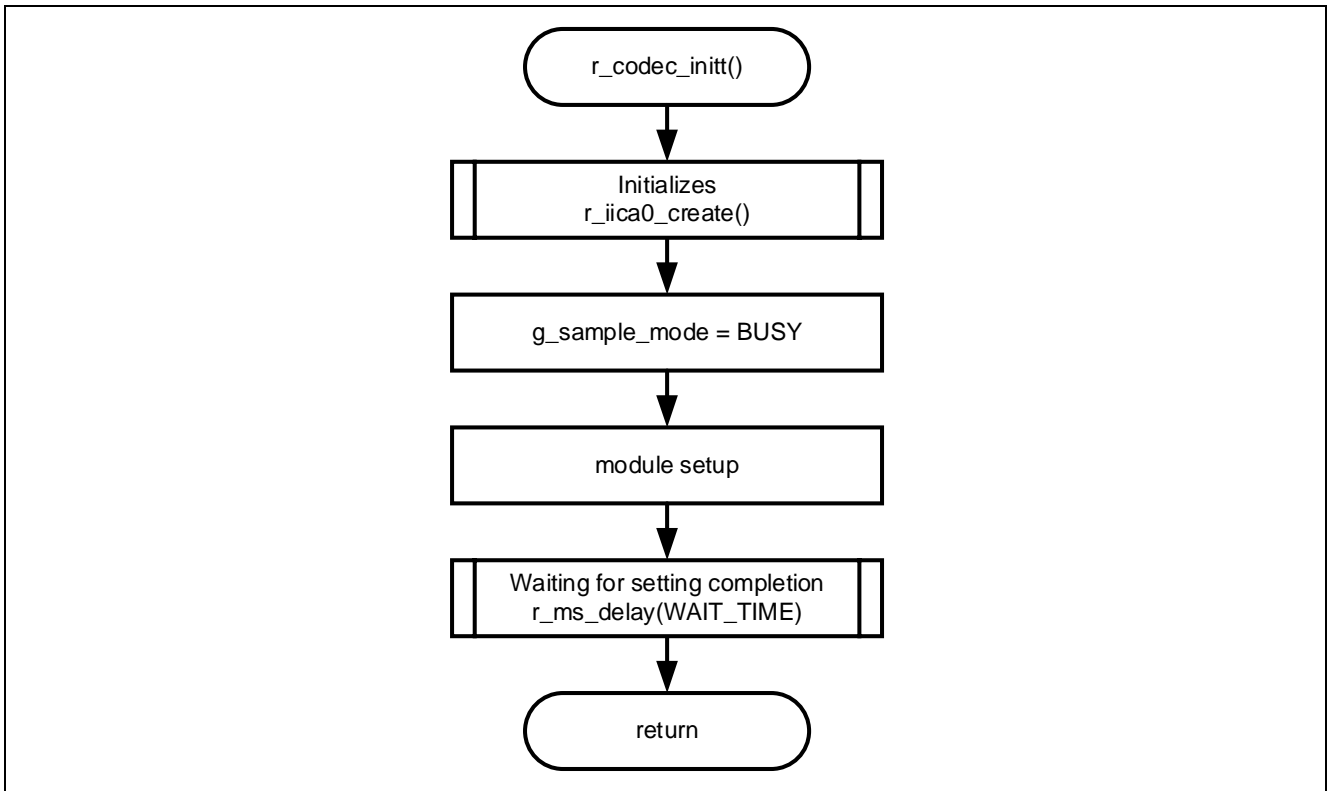 r_codec_initt()
Initializes
r_iica0_create()
g_sample_mode = BUSY
module setup
Waiting for setting completion
r_ms_delay(WAIT_TIME)
return